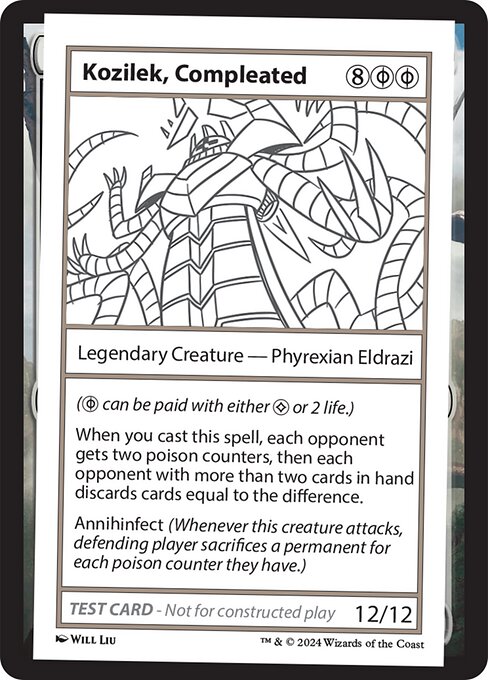 Kozilek, Compleated 8
Legendary Creature — Phyrexian Eldrazi
( can be paid with either or 2 life.)
When you cast this spell, each opponent
gets two poison counters, then each
opponent with more than two cards in hand
discards cards equal to the difference.
Annihinfect (Whenever this creature attacks,
defending player sacrifices a permanent for
each poison counter they have.)
TEST CARD - Not for constructed play 12/12
WILL LIU ™ & © 2024 Wizards of the Coast